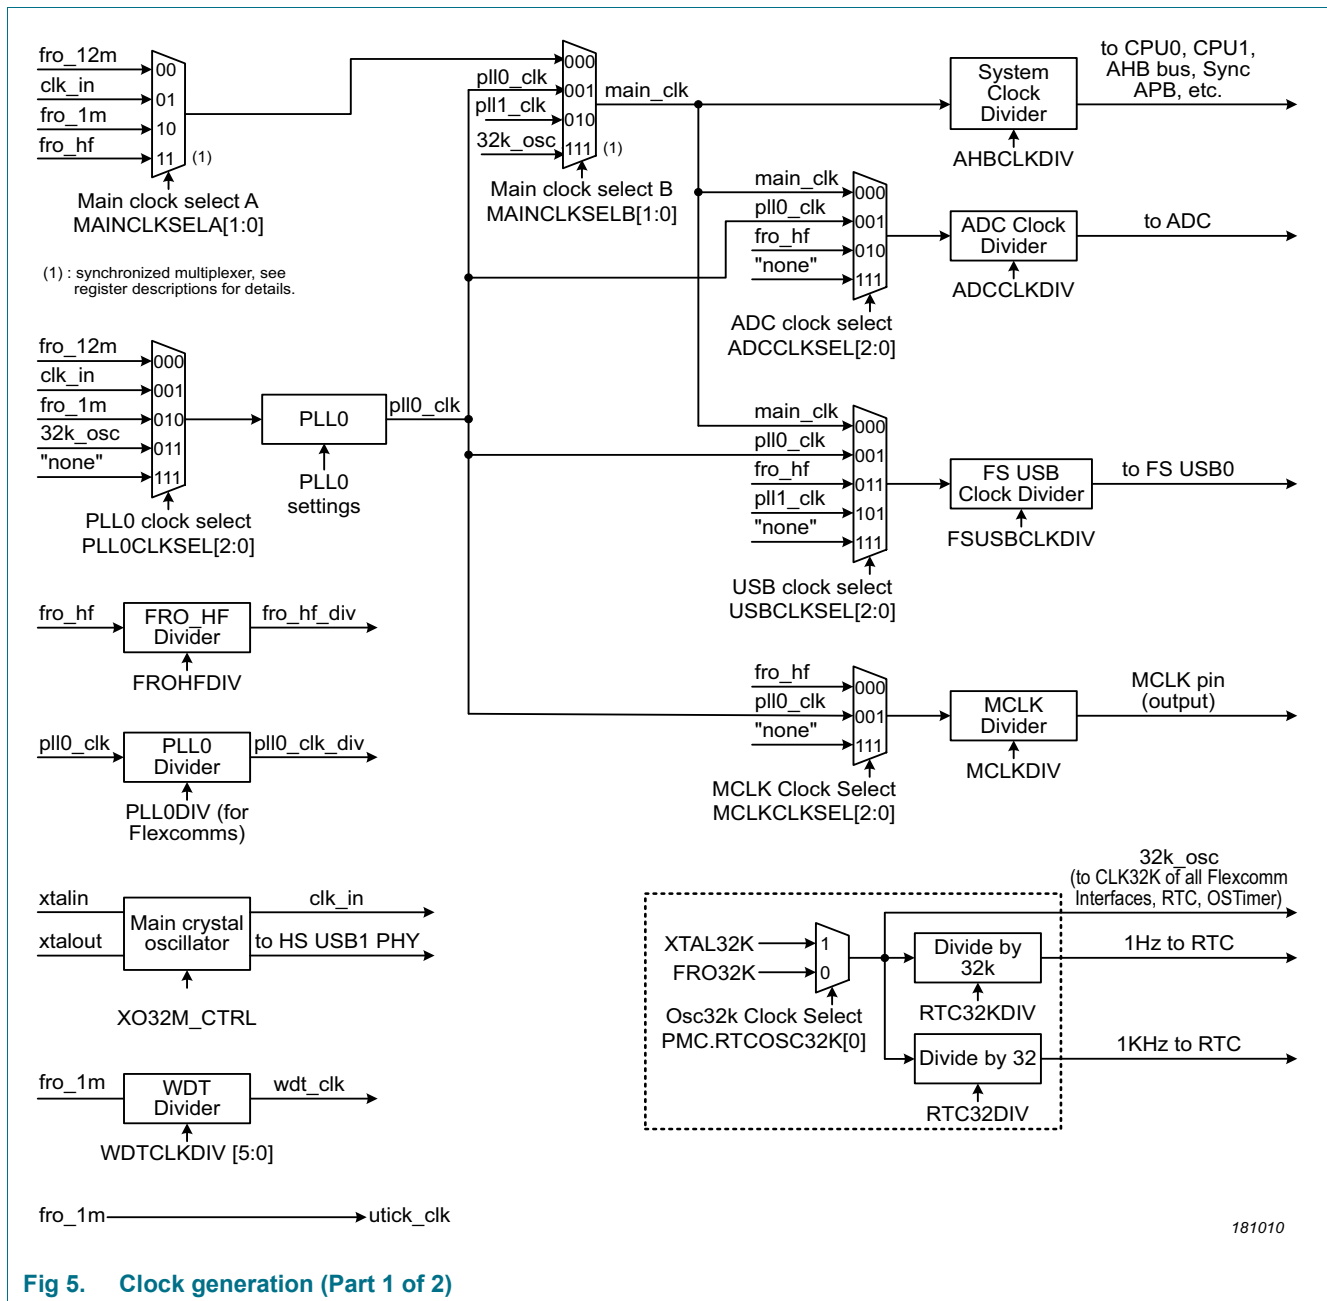 fro_12m
clk_in
fro_1m
fro_hf
00
01
10
11
(1)
Main clock select A
MAINCLKSELA[1:0]
(1) : synchronized multiplexer, see
register descriptions for details.
pll0_clk
pll1_clk
32k_osc
000
001
010
111
(1)
main_clk
Main clock select B
MAINCLKSELB[1:0]
System
Clock
Divider
AHBCLKDIV
to CPU0, CPU1,
AHB bus, Sync
APB, etc.
main_clk
pll0_clk
fro_hf
"none"
000
001
010
111
ADC clock select
ADCCLKSEL[2:0]
ADC Clock
Divider
ADCCLKDIV
to ADC
fro_12m
clk_in
fro_1m
32k_osc
"none"
000
001
010
011
111
PLL0 clock select
PLL0CLKSEL[2:0]
PLL0
PLL0
settings
pll0_clk
main_clk
pll0_clk
fro_hf
pll1_clk
"none"
000
001
011
101
111
USB clock select
USBCLKSEL[2:0]
FS USB
Clock Divider
FSUSBCLKDIV
to FS USB0
fro_hf
FRO_HF
Divider
fro_hf_div
FROHFDIV
fro_hf
pll0_clk
"none"
000
001
111
MCLK Clock Select
MCLKCLKSEL[2:0]
MCLK
Divider
MCLKDIV
MCLK pin
(output)
pll0_clk
PLL0
Divider
pll0_clk_div
PLL0DIV (for
Flexcomms)
xtalin
xtalout
Main crystal
oscillator
clk_in
to HS USB1 PHY
XO32M_CTRL
XTAL32K
FRO32K
1
0
Osc32k Clock Select
PMC.RTCOSC32K[0]
32k_osc
(to CLK32K of all Flexcomm
Interfaces, RTC, OSTimer)
Divide by
32k
RTC32KDIV
1Hz to RTC
Divide by 32
RTC32DIV
1KHz to RTC
fro_1m
WDT
Divider
wdt_clk
WDTCLKDIV [5:0]
fro_1m
utick_clk
181010
Fig 5. Clock generation (Part 1 of 2)